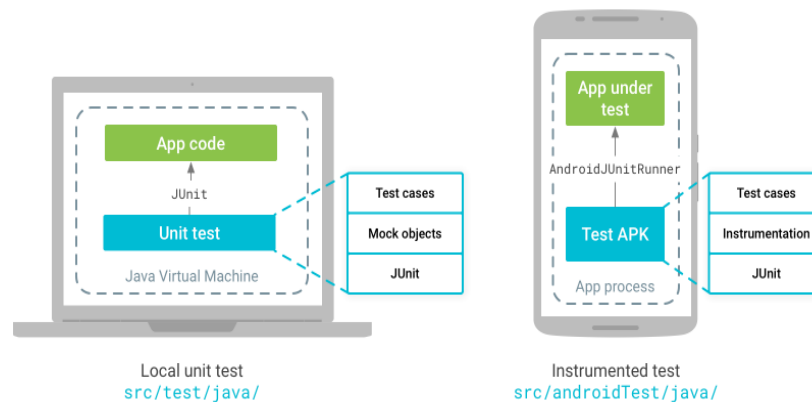 App code
JUnit
Unit test
Java Virtual Machine
Test cases
Mock objects
JUnit
Local unit test
src/test/java/
App under
test
AndroidJUnitRunner
Test APK
App process
Test cases
Instrumentation
JUnit
Instrumented test
src/androidTest/java/